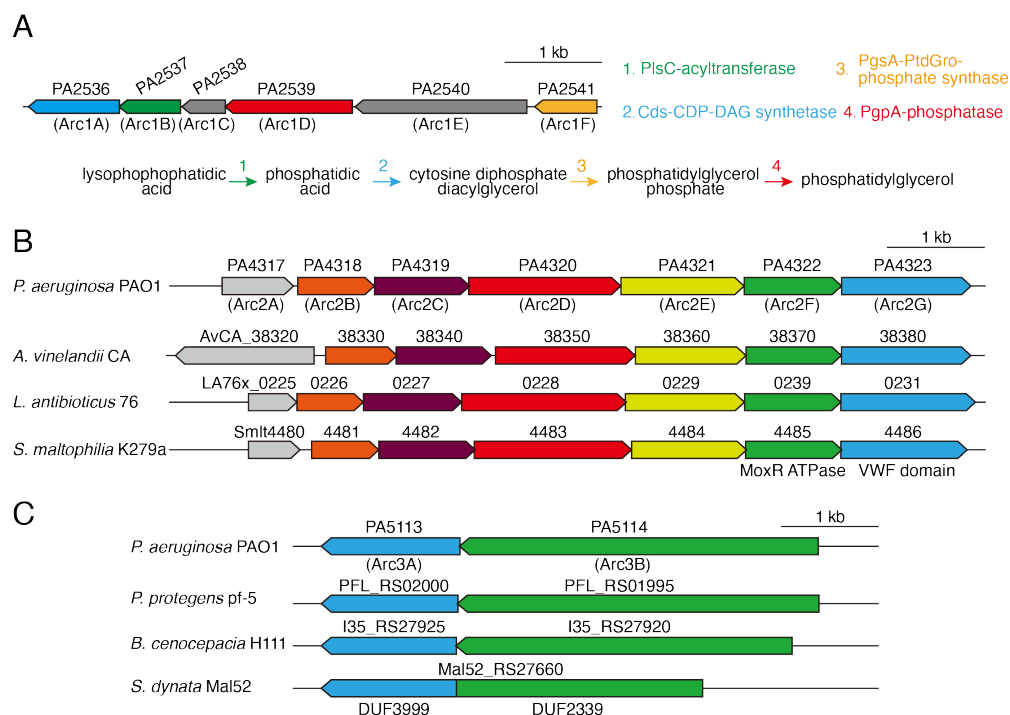 A
1 kb
PA2536 PA2537 PA2538 PA2539 PA2540 PA2541
(Arc1A) (Arc1B) (Arc1C) (Arc1D) (Arc1E) (Arc1F)
1. PlsC-acyltransferase
3. PgsA-PtdGro-
phosphate synthase
2. Cds-CDP-DAG synthetase
4. PgpA-phosphatase
1 2 3 4
lysophophophatidic phosphatidic cytosine diphosphate phosphatidylglycerol phosphatidylglycerol
acid acid diacylglycerol phosphate
B
1 kb
PA4317 PA4318 PA4319 PA4320 PA4321 PA4322 PA4323
P. aeruginosa PAO1
(Arc2A) (Arc2B) (Arc2C) (Arc2D) (Arc2E) (Arc2F) (Arc2G)
AvCA_38320 38330 38340 38350 38360 38370 38380
A. vinelandii CA
LA76x_0225 0226 0227 0228 0229 0239 0231
L. antibioticus 76
Smlt4480 4481 4482 4483 4484 4485 4486
S. maltophilia K279a
MoxR ATPase VWF domain
C
1 kb
PA5113 PA5114
P. aeruginosa PAO1
(Arc3A) (Arc3B)
PFL_RS02000 PFL_RS01995
P. protegens pf-5
I35_RS27925 I35_RS27920
B. cenocepacia H111
Mal52_RS27660
S. dynata Mal52
DUF3999 DUF2339